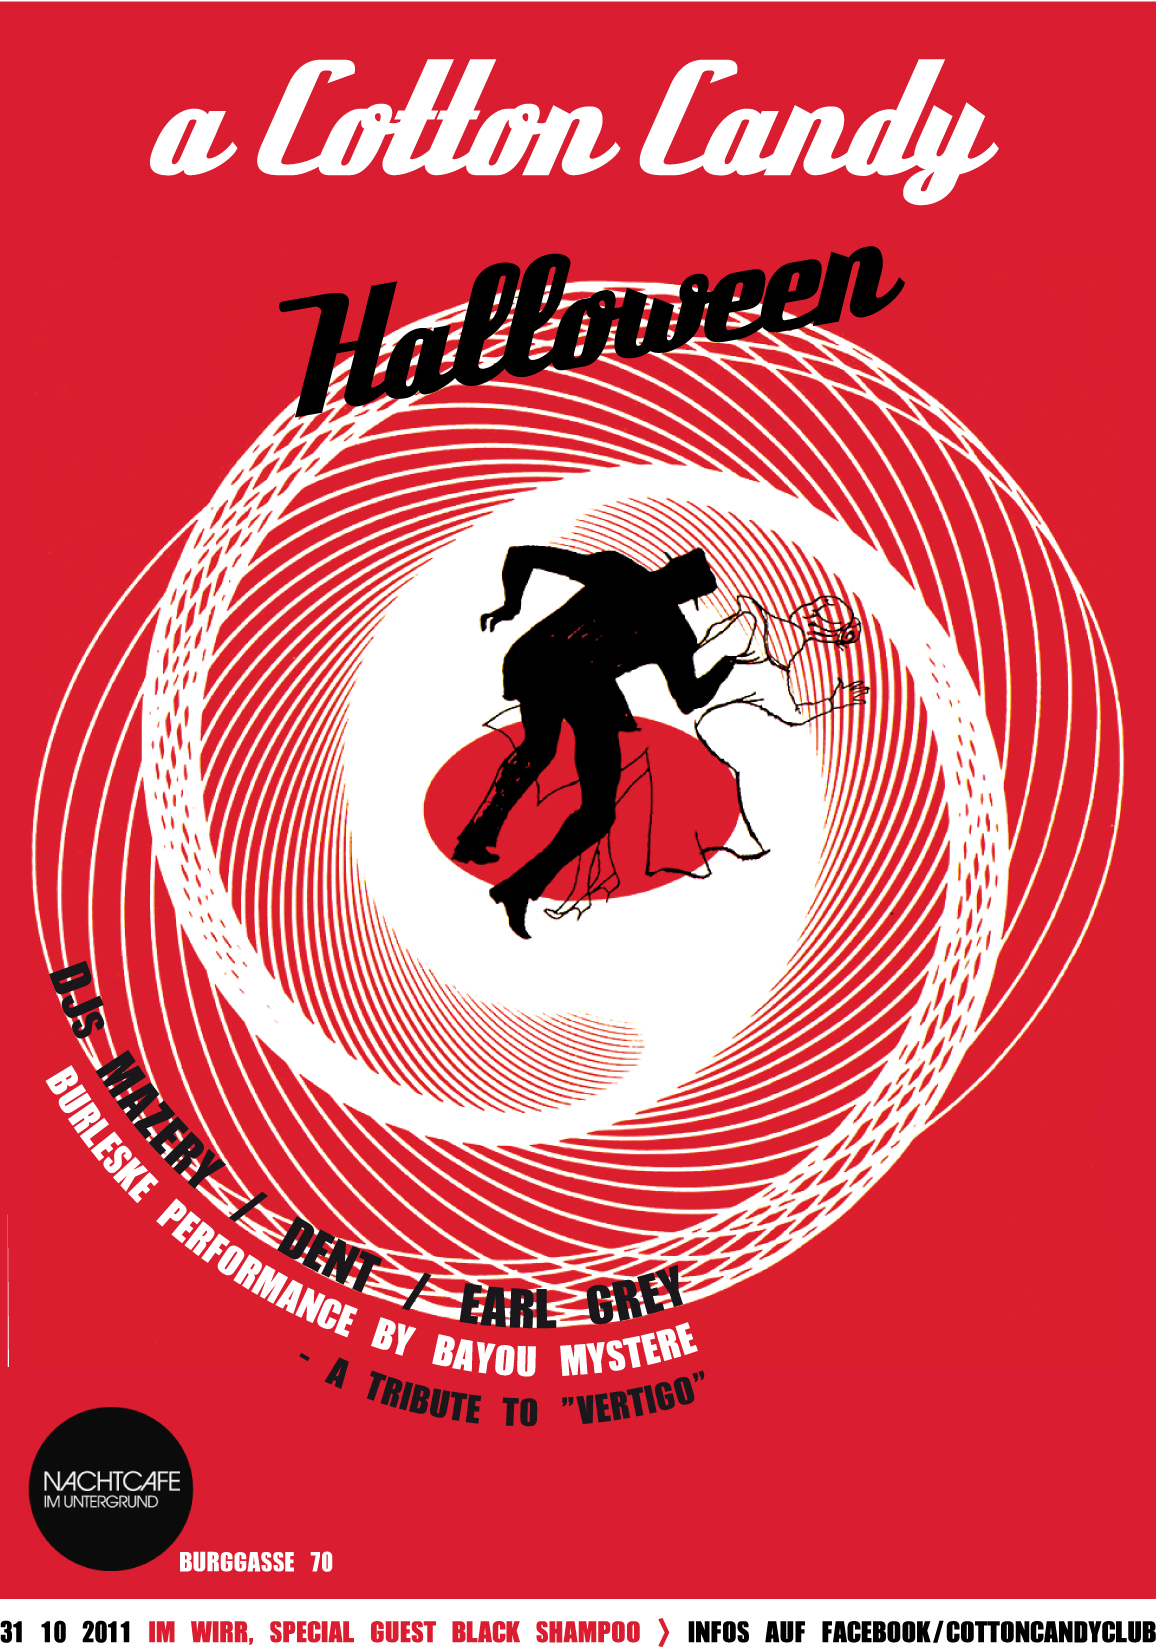 a Cotton Candy
Halloween
DJs MAZERY / DENT / EARL GREY
BURLESKE PERFORMANCE BY BAYOU MYSTERE
- A TRIBUTE TO "VERTIGO"
NACHTCAFE
IM UNTERGRUND
BURGGASSE 70
31 10 2011 IM WIRR, SPECIAL GUEST BLACK SHAMPOO > INFOS AUF FACEBOOK/COTTONCANDYCLUB